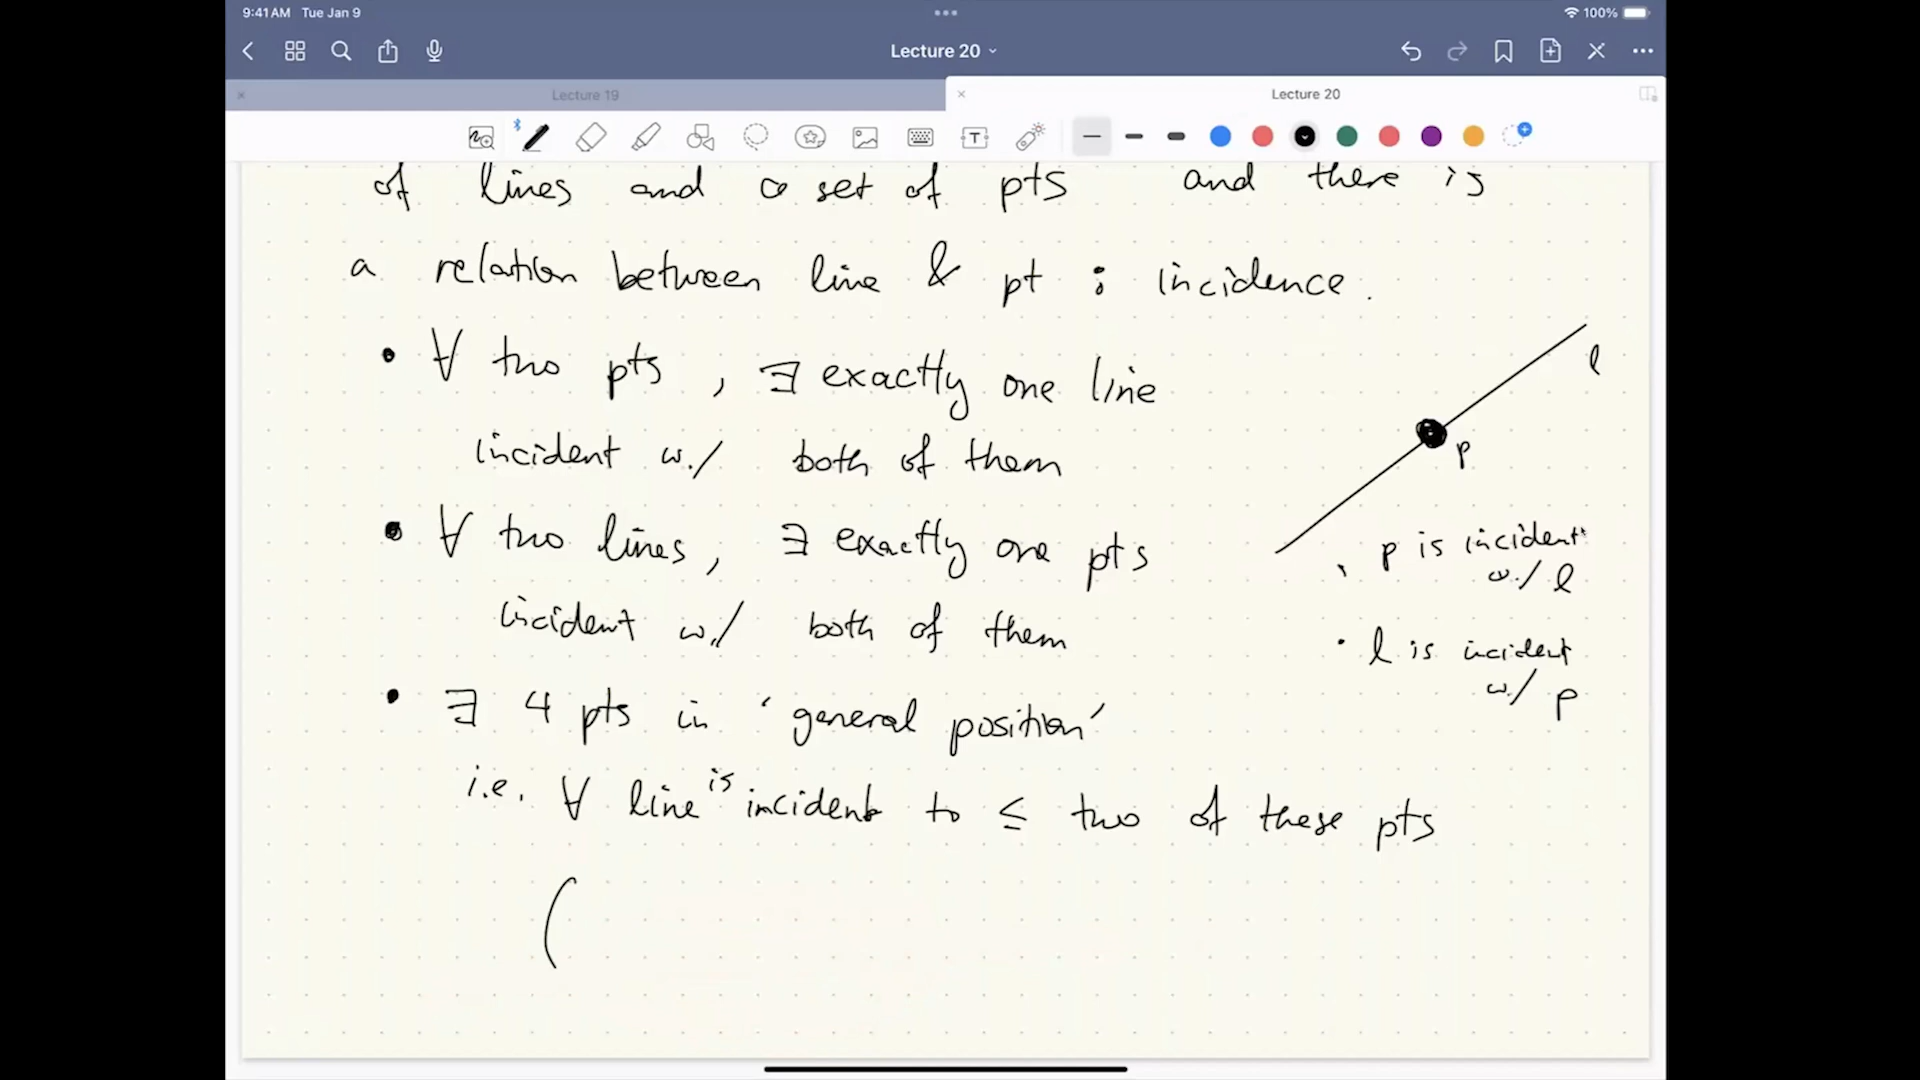 9:41 AM Tue Jan 9
100%
Lecture 20
Lecture 19
Lecture 20
of lines and a set of pts and there is
a relation between line & pt : incidence.
• ∀ two pts, ∃ exactly one line
incident w./ both of them
• ∀ two lines, ∃ exactly one pts
incident w./ both of them
• ∃ 4 pts in 'general position'
i.e. ∀ line is incident to ≤ two of these pts
(
l
p
• p is incident
w./ l
• l is incident
w./ p